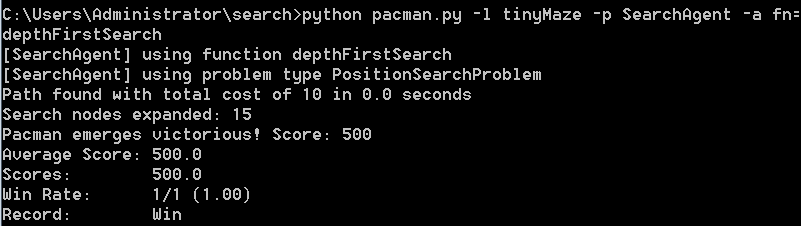 C:\Users\Administrator\search>python pacman.py -l tinyMaze -p SearchAgent -a fn=
depthFirstSearch
[SearchAgent] using function depthFirstSearch
[SearchAgent] using problem type PositionSearchProblem
Path found with total cost of 10 in 0.0 seconds
Search nodes expanded: 15
Pacman emerges victorious! Score: 500
Average Score: 500.0
Scores:        500.0
Win Rate:      1/1 (1.00)
Record:        Win